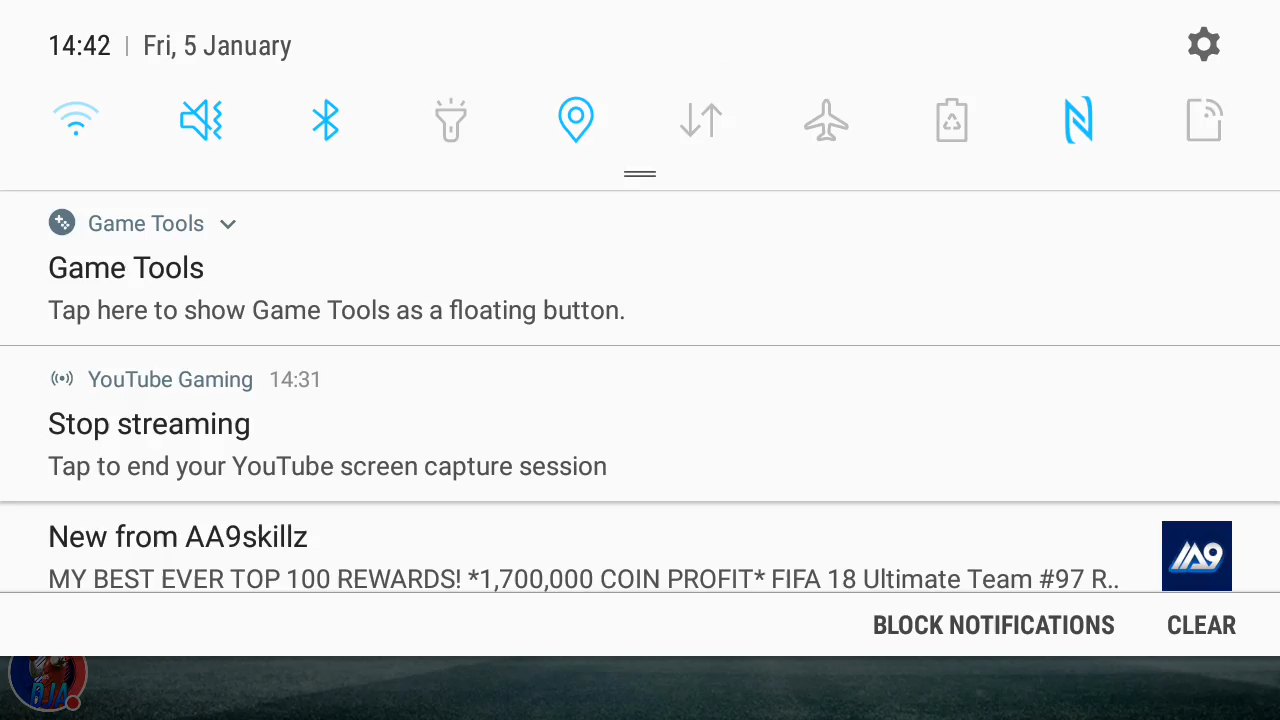 14:42 | Fri, 5 January
Game Tools
Game Tools
Tap here to show Game Tools as a floating button.
YouTube Gaming 14:31
Stop streaming
Tap to end your YouTube screen capture session
New from AA9skillz
AA9
MY BEST EVER TOP 100 REWARDS! *1,700,000 COIN PROFIT* FIFA 18 Ultimate Team #97 R..
BLOCK NOTIFICATIONS CLEAR